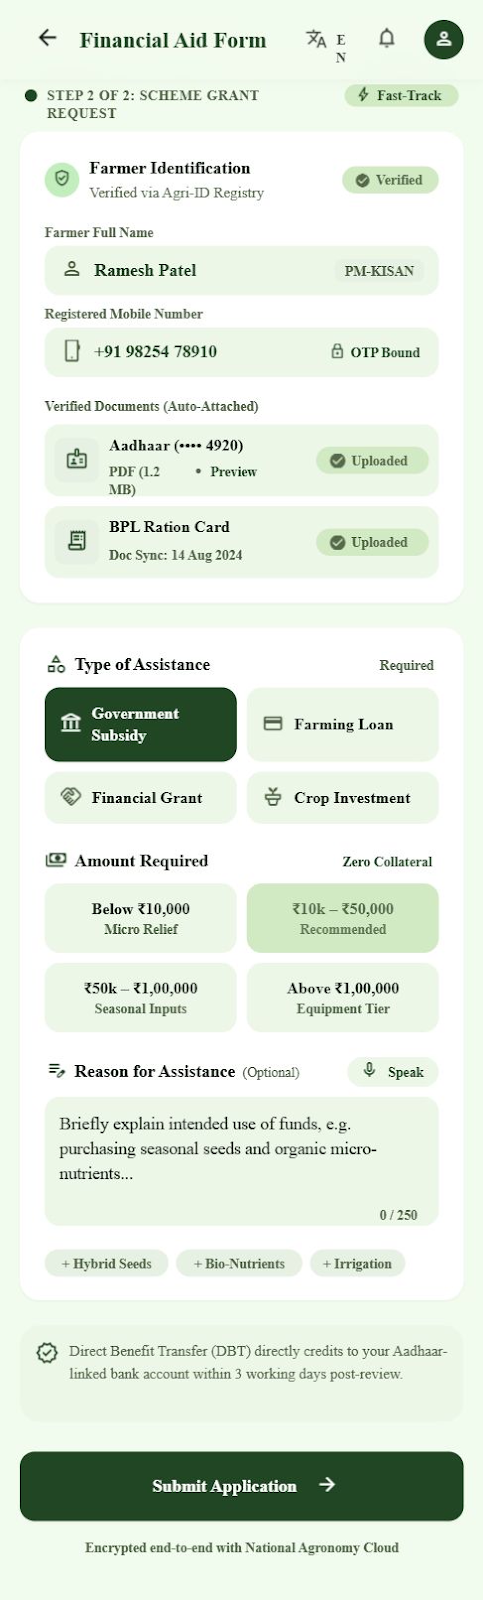 Financial Aid Form
E
N
STEP 2 OF 2: SCHEME GRANT
REQUEST
Fast-Track
Farmer Identification
Verified via Agri-ID Registry
Verified
Farmer Full Name
Ramesh Patel
PM-KISAN
Registered Mobile Number
+91 98254 78910
OTP Bound
Verified Documents (Auto-Attached)
Aadhaar (•••• 4920)
PDF (1.2
MB)
• Preview
Uploaded
BPL Ration Card
Doc Sync: 14 Aug 2024
Uploaded
Type of Assistance
Required
Government
Subsidy
Farming Loan
Financial Grant
Crop Investment
Amount Required
Zero Collateral
Below ₹10,000
Micro Relief
₹10k – ₹50,000
Recommended
₹50k – ₹1,00,000
Seasonal Inputs
Above ₹1,00,000
Equipment Tier
Reason for Assistance (Optional)
Speak
Briefly explain intended use of funds, e.g.
purchasing seasonal seeds and organic micro-
nutrients...
0 / 250
+ Hybrid Seeds
+ Bio-Nutrients
+ Irrigation
Direct Benefit Transfer (DBT) directly credits to your Aadhaar-
linked bank account within 3 working days post-review.
Submit Application
Encrypted end-to-end with National Agronomy Cloud